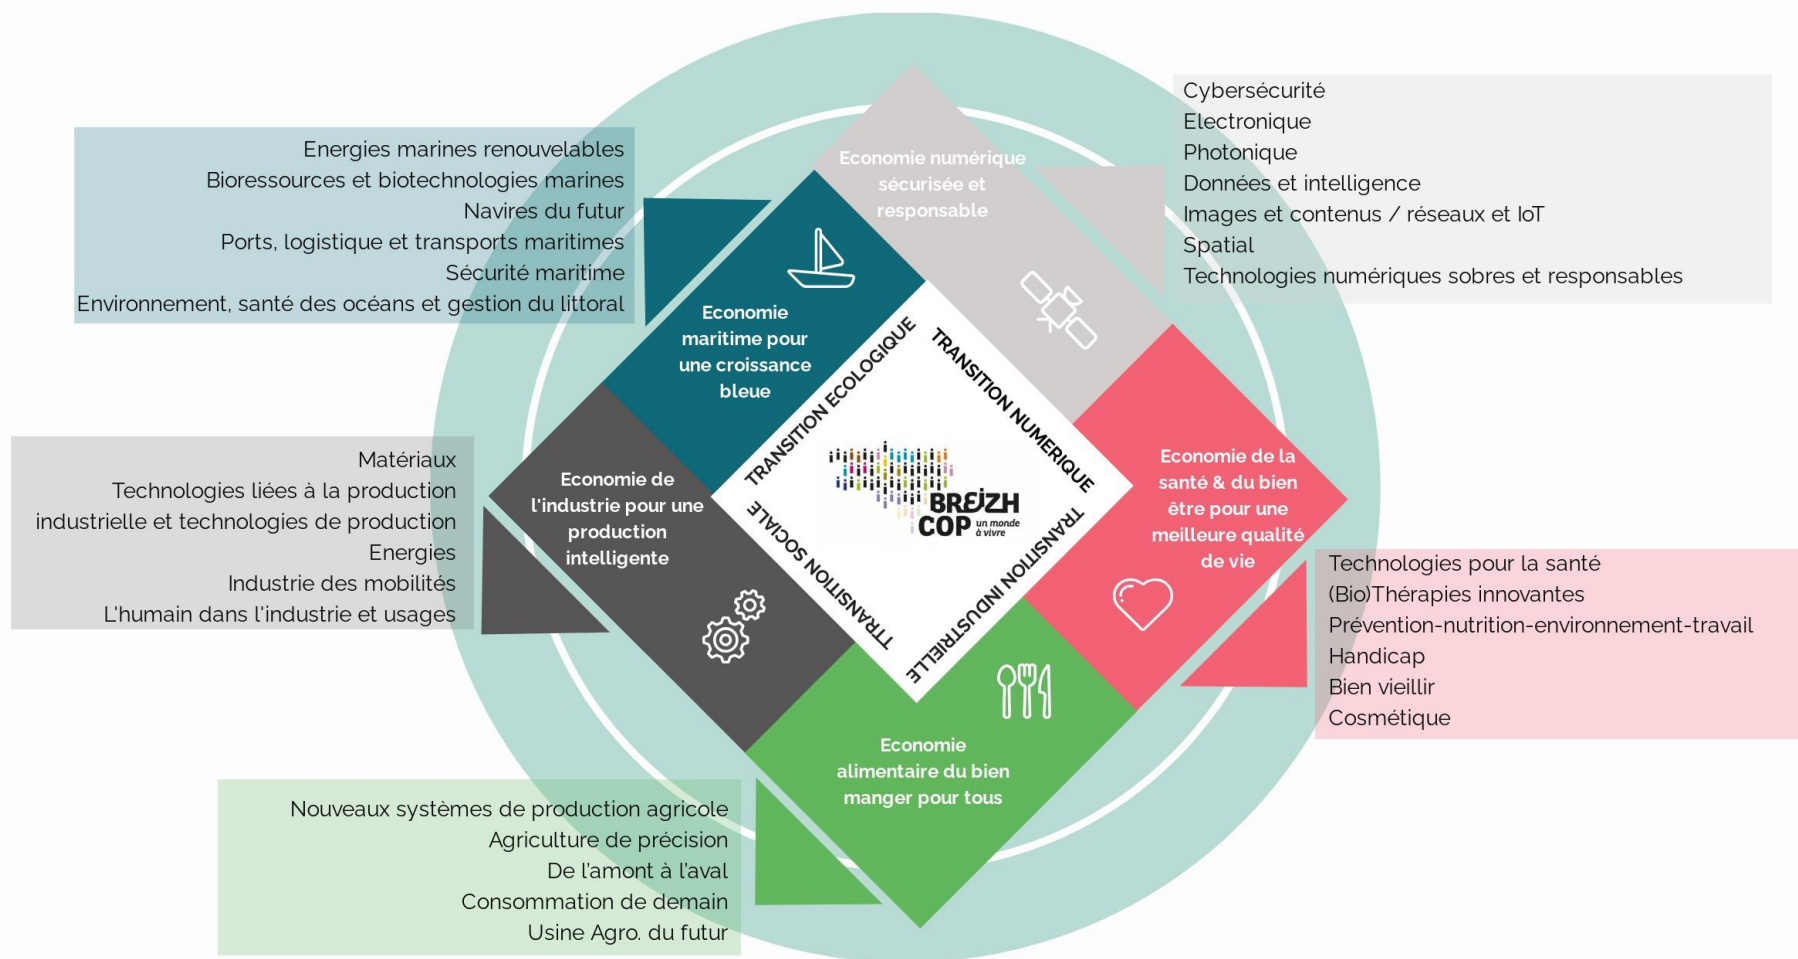 Energies marines renouvelables
Bioressources et biotechnologies marines
Navires du futur
Ports, logistique et transports maritimes
Sécurité maritime
Environnement, santé des océans et gestion du littoral
Economie numérique
sécurisée et
responsable
Cybersécurité
Electronique
Photonique
Données et intelligence
Images et contenus / réseaux et IoT
Spatial
Technologies numériques sobres et responsables
Economie
maritime pour
une croissance
bleue
TRANSITION ECOLOGIQUE
TRANSITION NUMERIQUE
BREIZH
COP
un monde
à vivre
TTRANSITION SOCIALE
TRANSITION INDUSTRIELLE
Matériaux
Technologies liées à la production
industrielle et technologies de production
Energies
Industrie des mobilités
L'humain dans l'industrie et usages
Economie de
l'industrie pour une
production
intelligente
Economie de la
santé & du bien
être pour une
meilleure qualité
de vie
Technologies pour la santé
(Bio)Thérapies innovantes
Prévention-nutrition-environnement-travail
Handicap
Bien vieillir
Cosmétique
Economie
alimentaire du bien
manger pour tous
Nouveaux systèmes de production agricole
Agriculture de précision
De l'amont à l'aval
Consommation de demain
Usine Agro. du futur